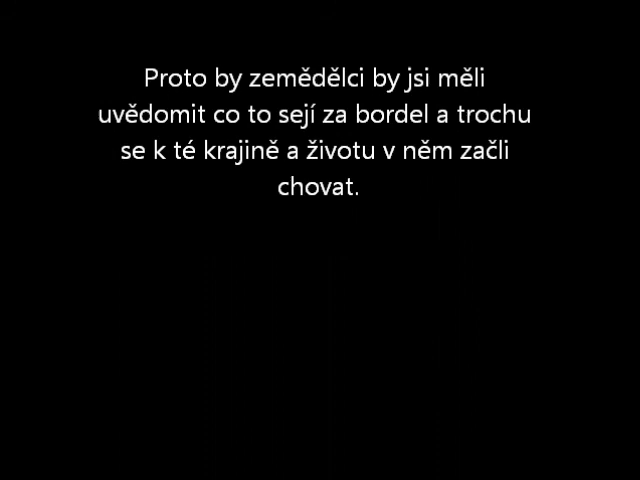 Proto by zemědělci by jsi měli
uvědomit co to sejí za bordel a trochu
se k té krajině a životu v něm začli
chovat.